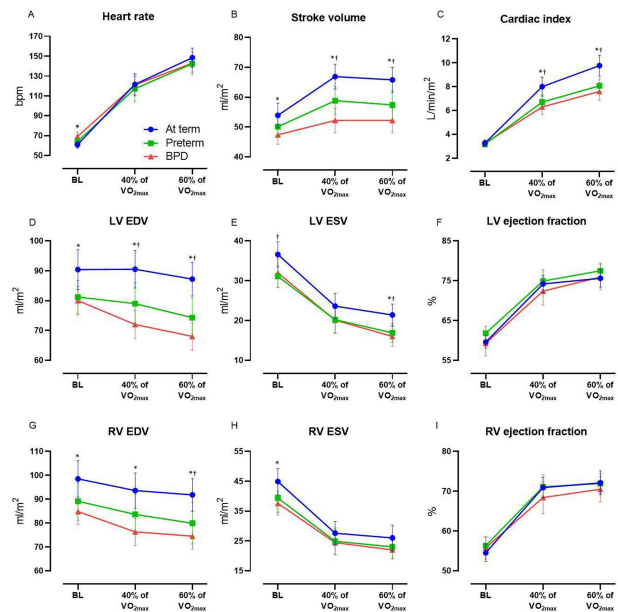 A Heart rate
bpm
150
130
110
90
70
50
*
At term
Preterm
BPD
BL 40% of VO2max 60% of VO2max
B Stroke volume
ml/m²
80
70
60
50
40
* *† *†
BL 40% of VO2max 60% of VO2max
C Cardiac index
L/min/m²
12
10
8
6
4
2
*† *†
BL 40% of VO2max 60% of VO2max
D LV EDV
ml/m²
100
90
80
70
60
* *† *†
BL 40% of VO2max 60% of VO2max
E LV ESV
ml/m²
40
30
20
10
† *†
BL 40% of VO2max 60% of VO2max
F LV ejection fraction
%
85
75
65
55
BL 40% of VO2max 60% of VO2max
G RV EDV
ml/m²
110
100
90
80
70
60
* * *†
BL 40% of VO2max 60% of VO2max
H RV ESV
ml/m²
55
45
35
25
15
*
BL 40% of VO2max 60% of VO2max
I RV ejection fraction
%
80
70
60
50
BL 40% of VO2max 60% of VO2max